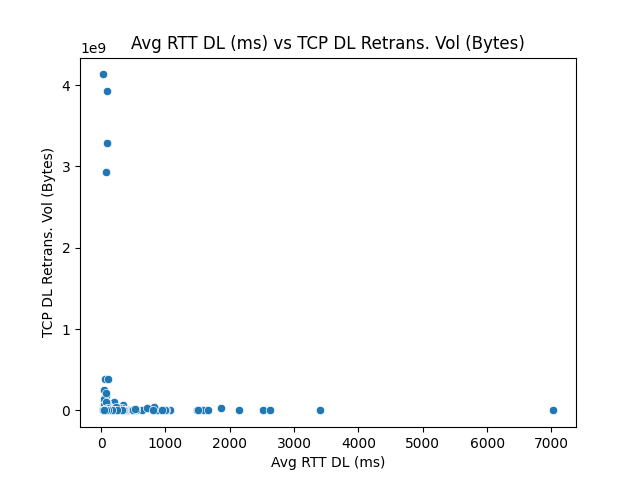 Avg RTT DL (ms) vs TCP DL Retrans. Vol (Bytes)
1e9
4
3
2
1
0
TCP DL Retrans. Vol (Bytes)
0 1000 2000 3000 4000 5000 6000 7000
Avg RTT DL (ms)